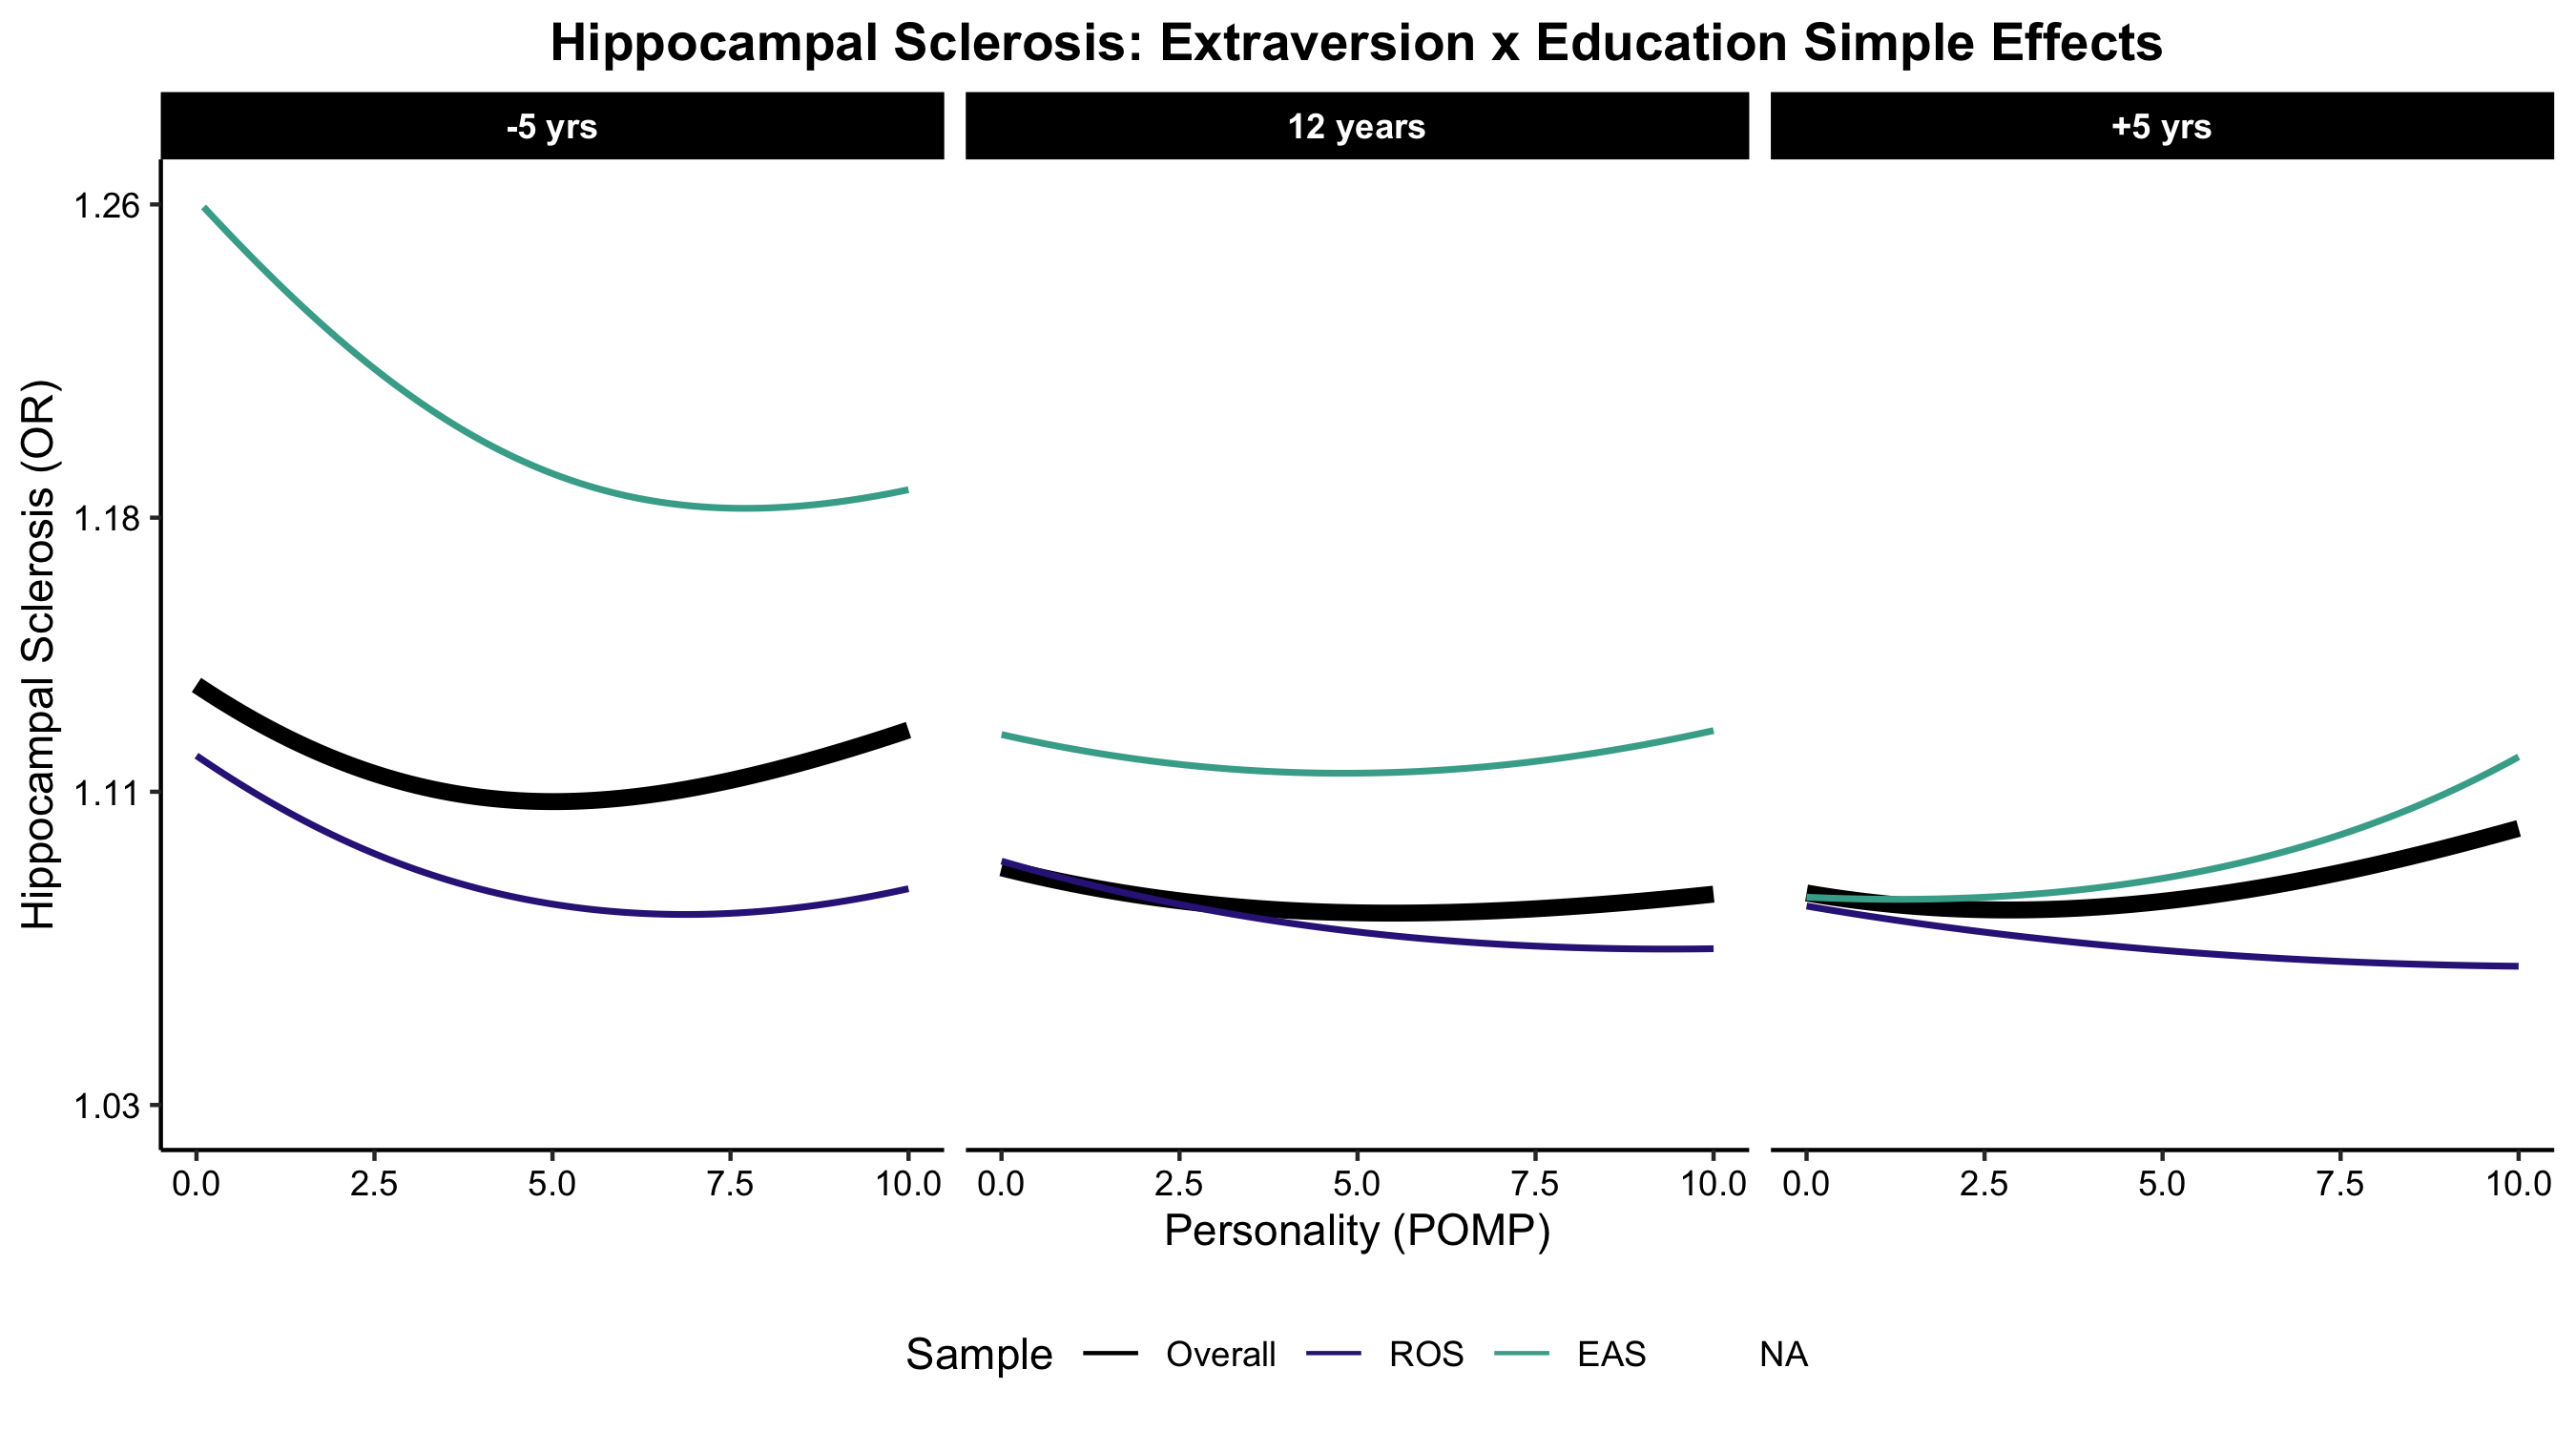 Hippocampal Sclerosis: Extraversion x Education Simple Effects
-5 yrs
12 years
+5 yrs
Hippocampal Sclerosis (OR)
1.26
1.18
1.11
1.03
0.0 2.5 5.0 7.5 10.0
0.0 2.5 5.0 7.5 10.0
0.0 2.5 5.0 7.5 10.0
Personality (POMP)
Sample Overall ROS EAS NA